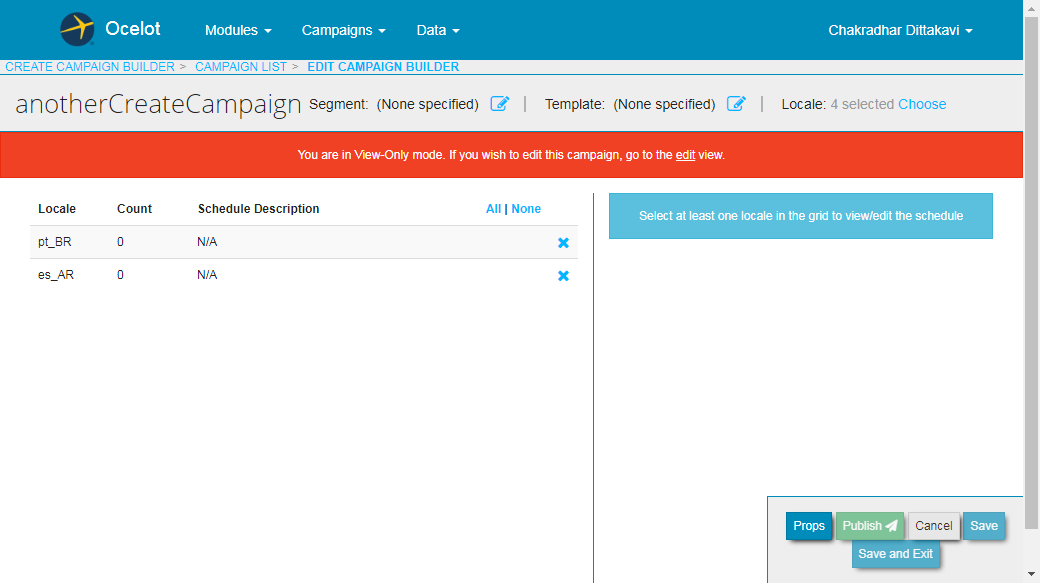 Ocelot Modules Campaigns Data Chakradhar Dittakavi
CREATE CAMPAIGN BUILDER > CAMPAIGN LIST > EDIT CAMPAIGN BUILDER
anotherCreateCampaign Segment: (None specified) | Template: (None specified) | Locale: 4 selected Choose
You are in View-Only mode. If you wish to edit this campaign, go to the edit view.
Locale Count Schedule Description All | None
pt_BR 0 N/A
es_AR 0 N/A
Select at least one locale in the grid to view/edit the schedule
Props Publish Cancel Save
Save and Exit